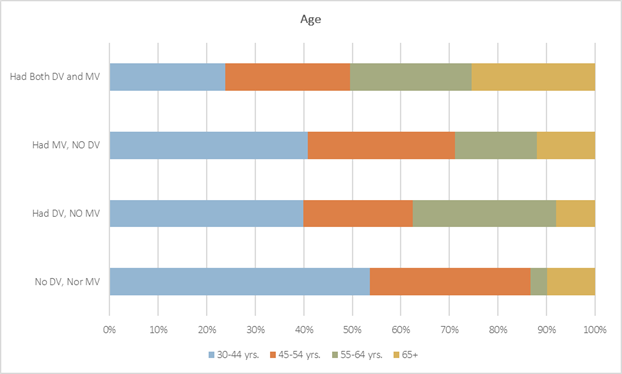 Age
Had Both DV and MV
Had MV, NO DV
Had DV, NO MV
No DV, Nor MV
0% 10% 20% 30% 40% 50% 60% 70% 80% 90% 100%
30-44 yrs. 45-54 yrs. 55-64 yrs. 65+